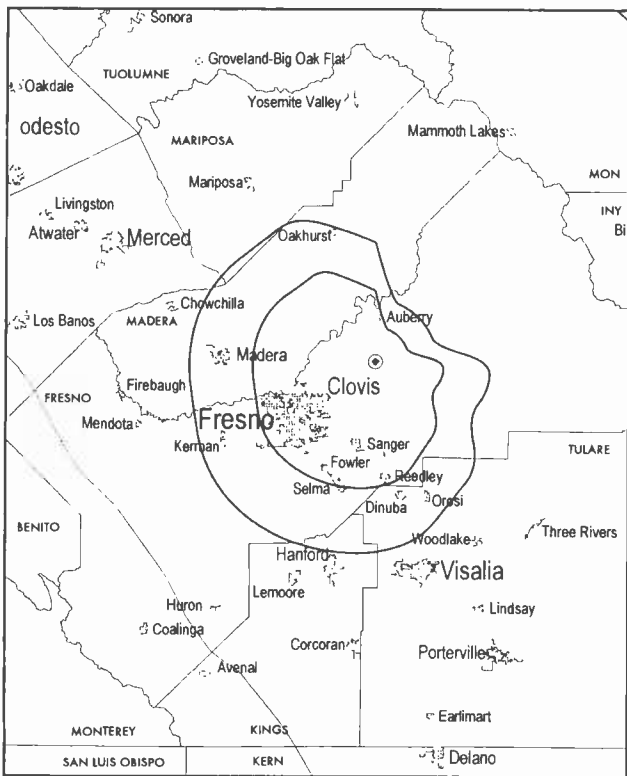 Sonora
Groveland-Big Oak Flat
TUOLUMNE
Oakdale
Yosemite Valley
odesto
Mammoth Lakes
MARIPOSA
MON
Mariposa
Livingston
INY
Atwater
Merced
Bi
Oakhurst
Chowchilla
Los Banos
MADERA
Auberry
Madera
Firebaugh
Clovis
FRESNO
Mendota
Fresno
Kerman
Sanger
TULARE
Fowler
Selma
Reedley
Dinuba
Orosi
BENITO
Woodlake
Three Rivers
Hanford
Visalia
Lemoore
Huron
Lindsay
Coalinga
Corcoran
Porterville
Avenal
Earlimart
MONTEREY
KINGS
SAN LUIS OBISPO
KERN
Delano